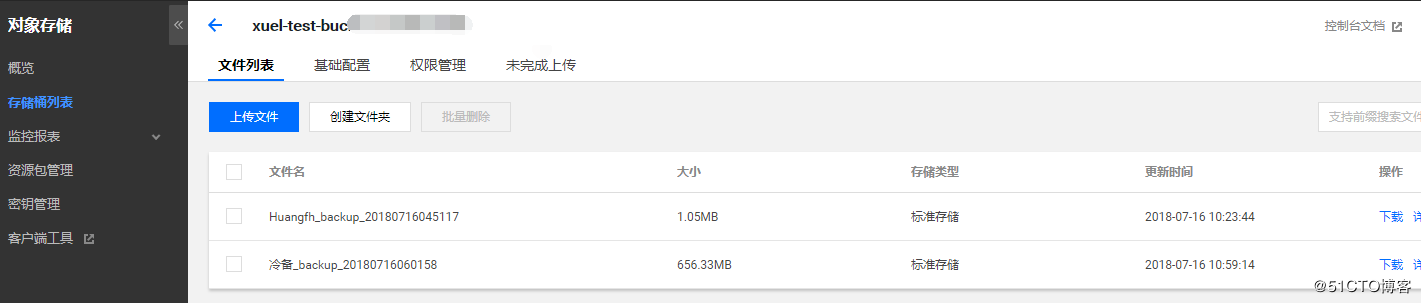 对象存储
概览
存储桶列表
监控报表
资源包管理
密钥管理
客户端工具
xuel-test-buc
控制台文档
文件列表 基础配置 权限管理 未完成上传
上传文件 创建文件夹 批量删除 支持前缀搜索文件
文件名 大小 存储类型 更新时间 操作
Huangfh_backup_20180716045117 1.05MB 标准存储 2018-07-16 10:23:44 下载
冷备_backup_20180716060158 656.33MB 标准存储 2018-07-16 10:59:14 下载
@51CTO博客